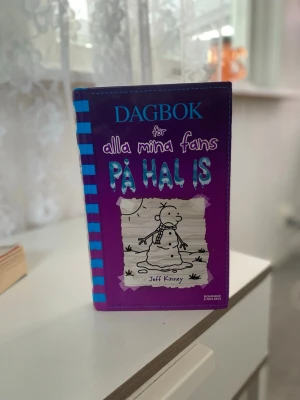 DAGBOK
för
alla mina fans
PÅ HAL IS
Jeff Kinney